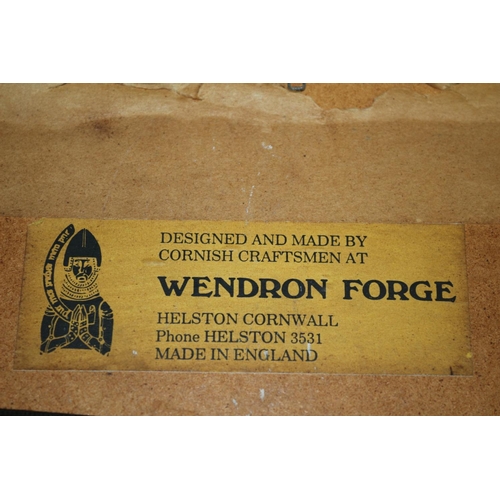 DESIGNED AND MADE BY
CORNISH CRAFTSMEN AT
WENDRON FORGE
HELSTON CORNWALL
Phone HELSTON 3531
MADE IN ENGLAND